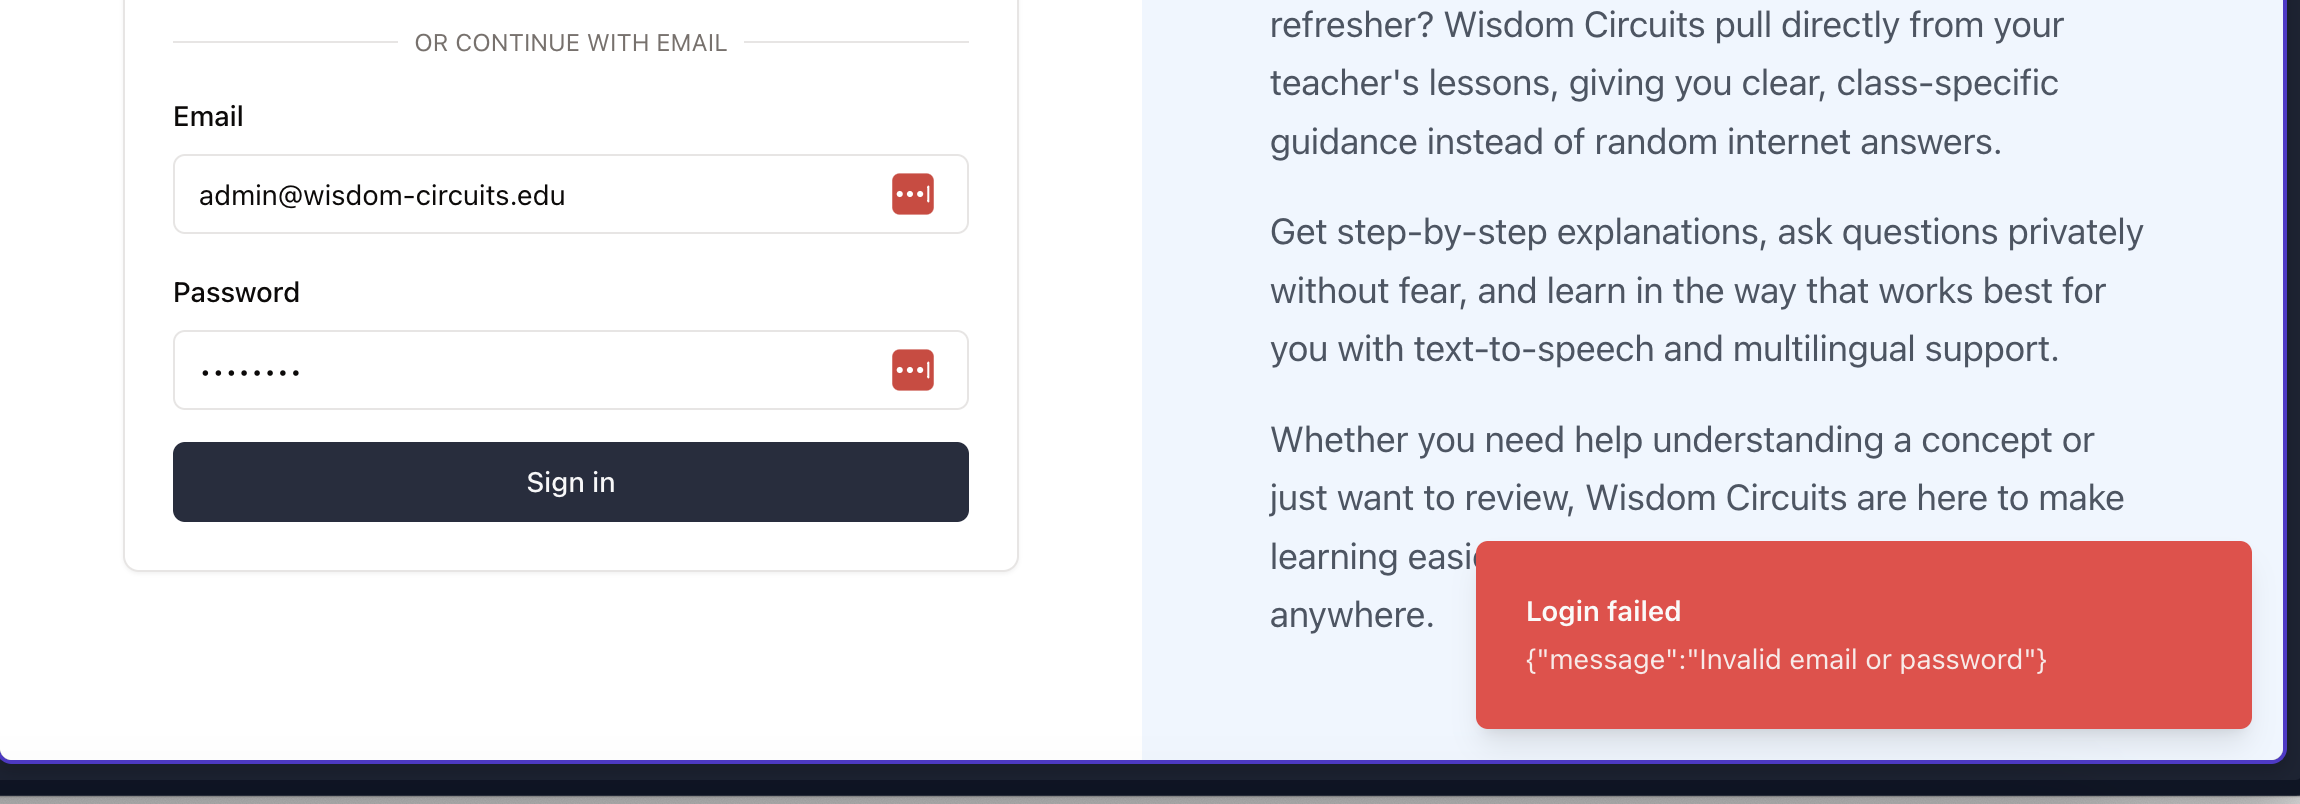 OR CONTINUE WITH EMAIL
Email
admin@wisdom-circuits.edu
Password
••••••••
Sign in
refresher? Wisdom Circuits pull directly from your
teacher's lessons, giving you clear, class-specific
guidance instead of random internet answers.
Get step-by-step explanations, ask questions privately
without fear, and learn in the way that works best for
you with text-to-speech and multilingual support.
Whether you need help understanding a concept or
just want to review, Wisdom Circuits are here to make
learning
anywhere.
Login failed
{"message":"Invalid email or password"}